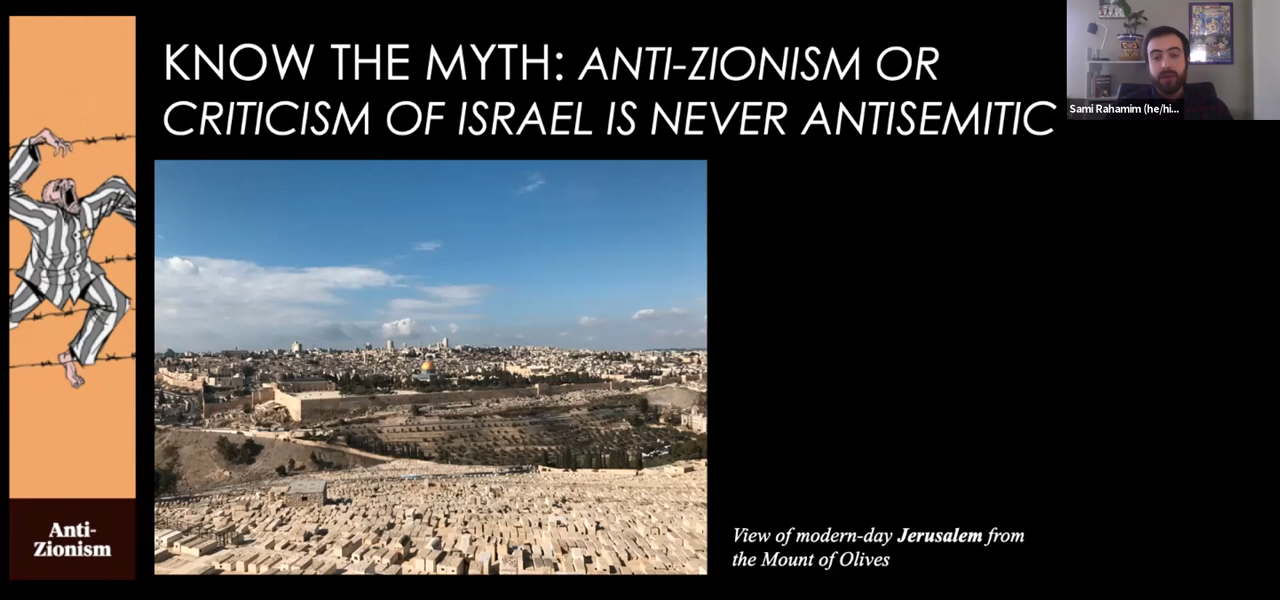 KNOW THE MYTH: ANTI-ZIONISM OR
CRITICISM OF ISRAEL IS NEVER ANTISEMITIC
Sami Rahamim (he/hi...
View of modern-day Jerusalem from
the Mount of Olives
Anti-
Zionism